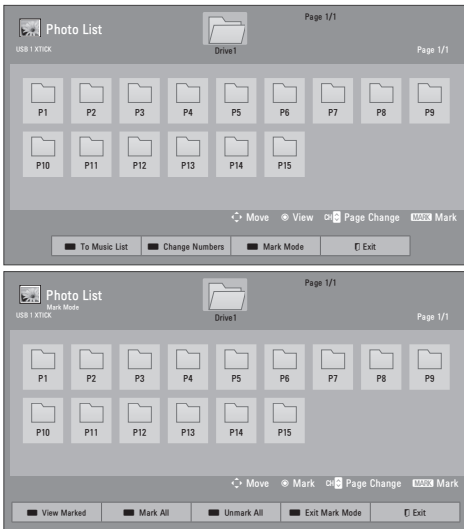 Page 1/1
Photo List
USB 1 XTICK
Drive1
Page 1/1
P1 P2 P3 P4 P5 P6 P7 P8 P9
P10 P11 P12 P13 P14 P15
Move View CH Page Change MARK Mark
To Music List Change Numbers Mark Mode Exit
Page 1/1
Photo List
Mark Mode
USB 1 XTICK
Drive1
Page 1/1
P1 P2 P3 P4 P5 P6 P7 P8 P9
P10 P11 P12 P13 P14 P15
Move Mark CH Page Change MARK Mark
View Marked Mark All Unmark All Exit Mark Mode Exit